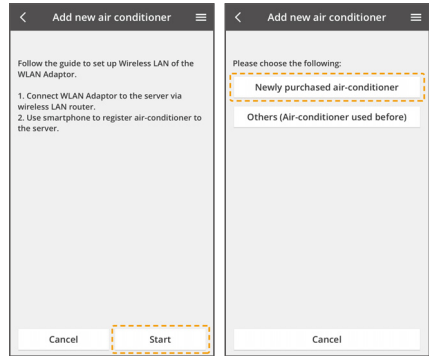 Add new air conditioner
Follow the guide to set up Wireless LAN of the
WLAN Adaptor.
1. Connect WLAN Adaptor to the server via
wireless LAN router.
2. Use smartphone to register air-conditioner to
the server.
Cancel
Start
Add new air conditioner
Please choose the following:
Newly purchased air-conditioner
Others (Air-conditioner used before)
Cancel